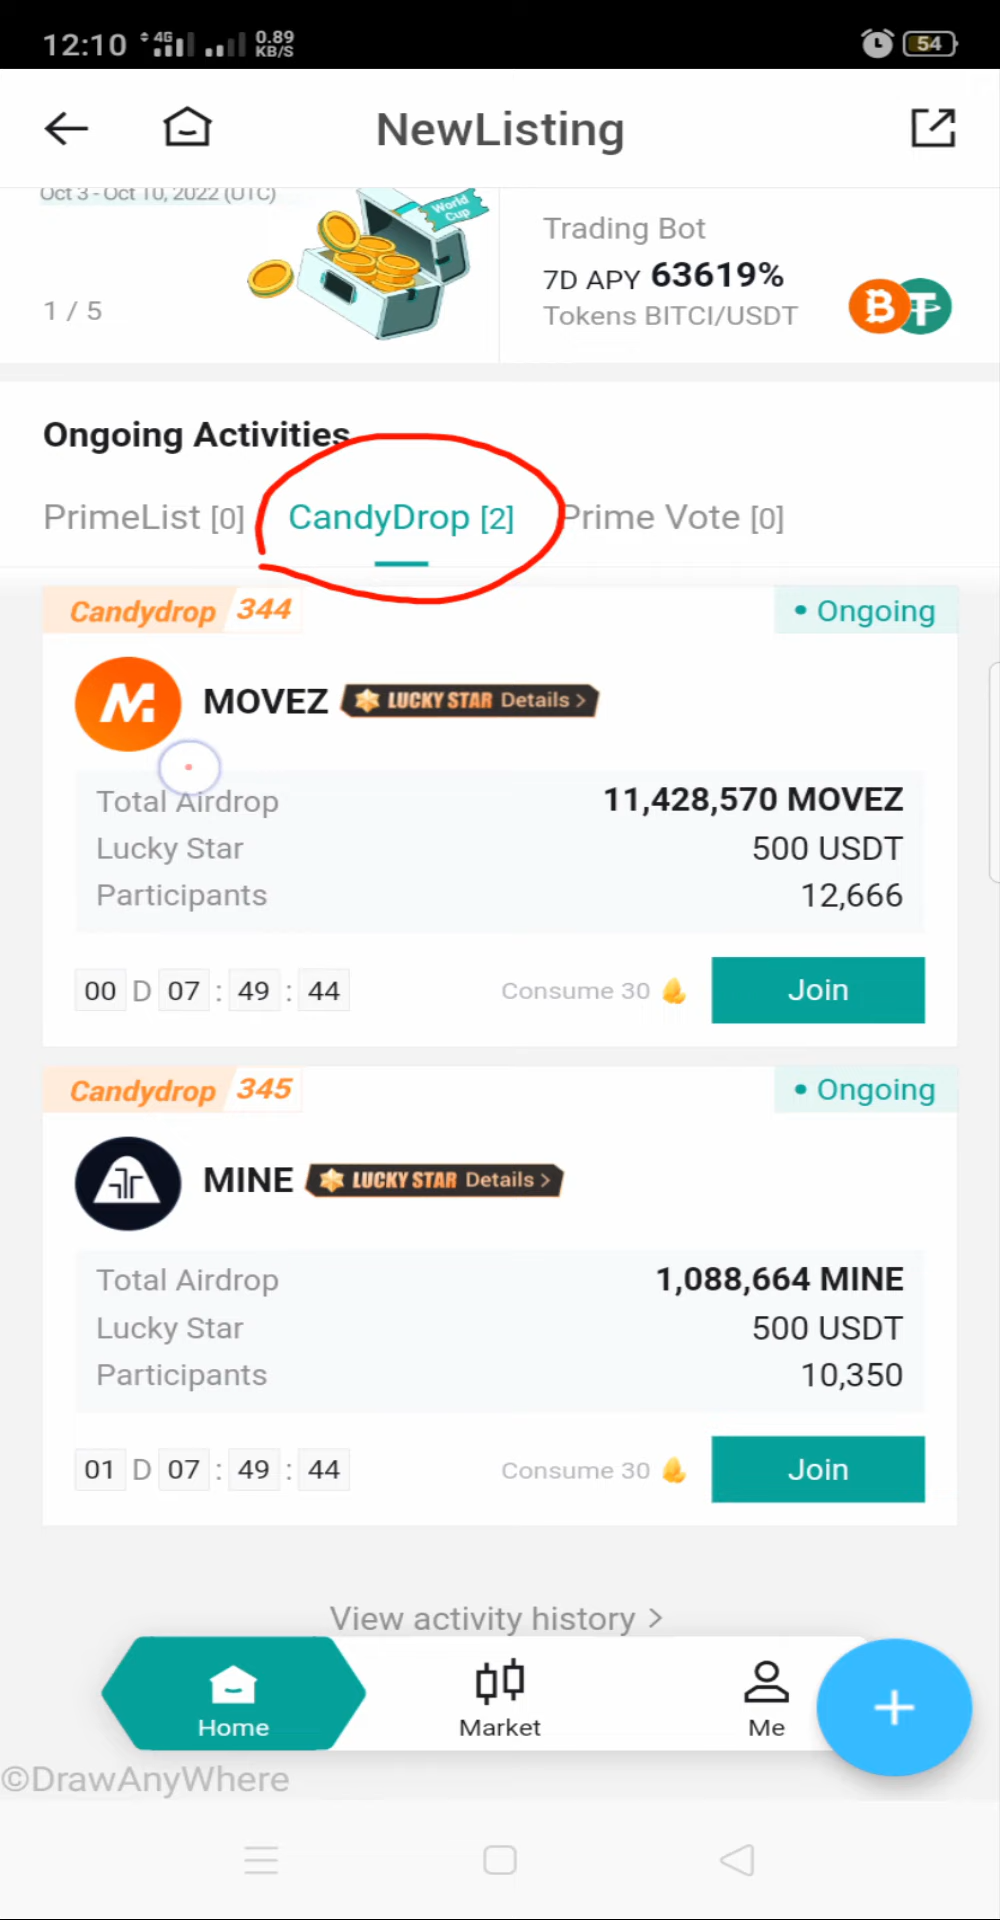 12:10 4G 0.89 KB/S 54
NewListing
Oct 3 - Oct 10, 2022 (UTC)
World Cup
1 / 5
Trading Bot
7D APY 63619%
Tokens BITCI/USDT
Ongoing Activities
PrimeList [0] CandyDrop [2] Prime Vote [0]
Candydrop 344 • Ongoing
MOVEZ LUCKY STAR Details >
Total Airdrop 11,428,570 MOVEZ
Lucky Star 500 USDT
Participants 12,666
00 D 07 : 49 : 44 Consume 30 Join
Candydrop 345 • Ongoing
MINE LUCKY STAR Details >
Total Airdrop 1,088,664 MINE
Lucky Star 500 USDT
Participants 10,350
01 D 07 : 49 : 44 Consume 30 Join
View activity history >
Home Market Me
©DrawAnyWhere